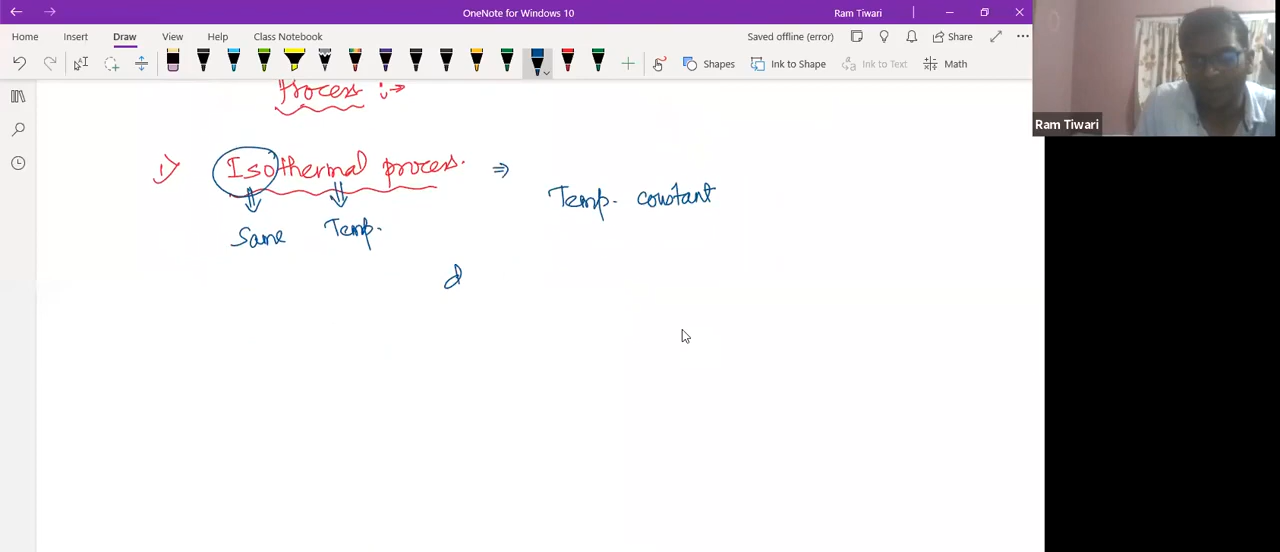 OneNote for Windows 10
Ram Tiwari
Home Insert Draw View Help Class Notebook
Saved offline (error) Share
Shapes Ink to Shape Ink to Text Math
Ram Tiwari
Process :→
1) Isothermal process. ⇒
Temp. constant
Same Temp.
d